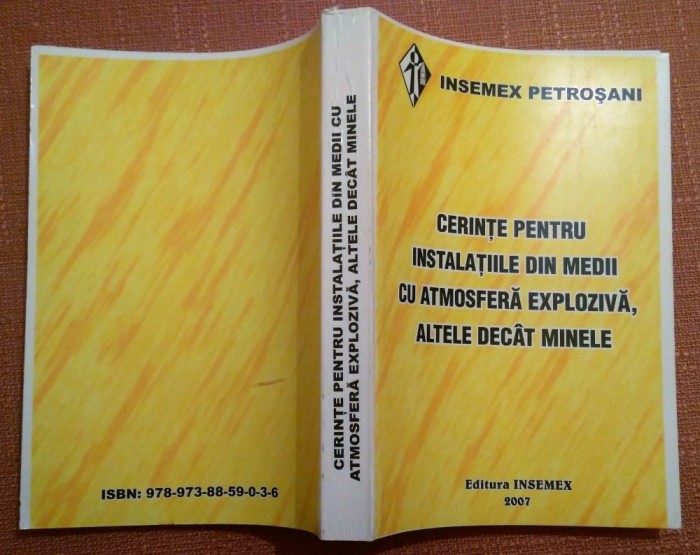 INSEMEX PETROŞANI
CERINŢE PENTRU
INSTALAŢIILE DIN MEDII
CU ATMOSFERĂ EXPLOZIVĂ,
ALTELE DECÂT MINELE
Editura INSEMEX
2007
CERINŢE PENTRU INSTALAŢIILE DIN MEDII CU
ATMOSFERĂ EXPLOZIVĂ, ALTELE DECÂT MINELE
ISBN: 978-973-88-59-0-3-6